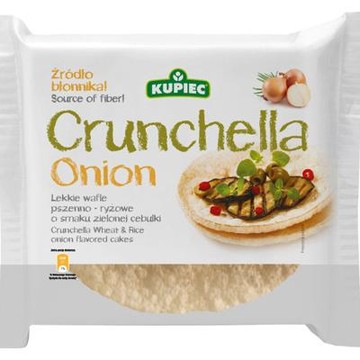 Źródło
błonnika!
Source of fiber!
KUPIEC
Crunchella
Onion
Lekkie wafle
pszenno - ryżowe
o smaku zielonej cebulki
Crunchella Wheat & Rice
onion flavored cakes